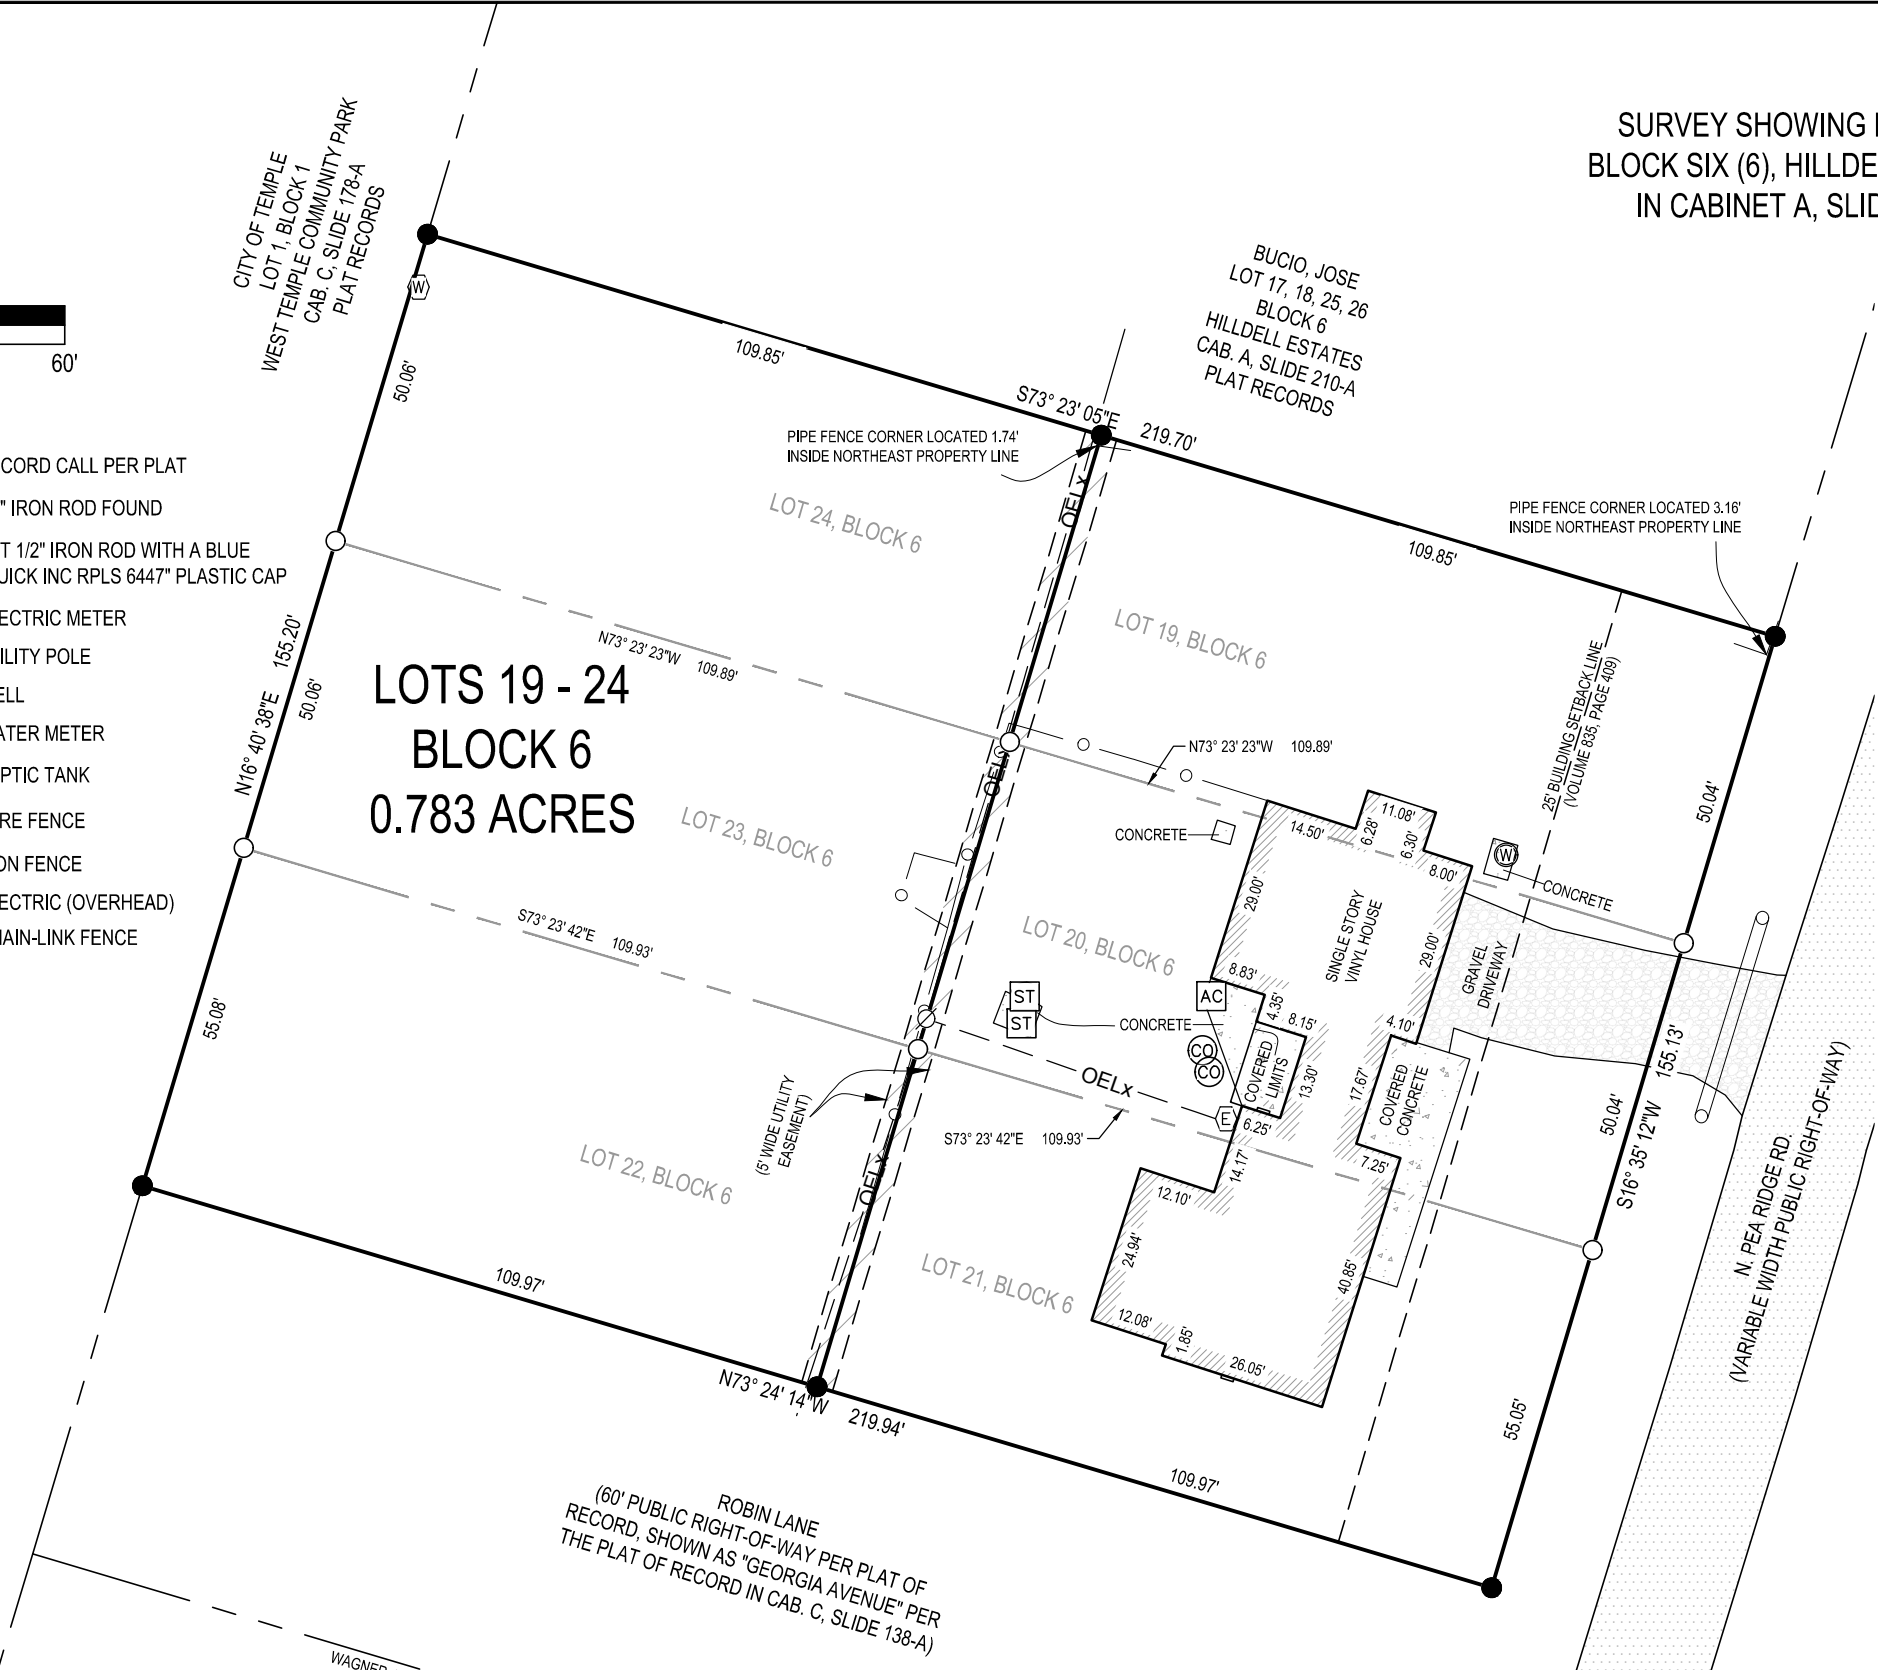 SURVEY SHOWING
BLOCK SIX (6), HILLDE
IN CABINET A, SLID
CITY OF TEMPLE
LOT 1, BLOCK 1
WEST TEMPLE COMMUNITY PARK
CAB. C, SLIDE 178-A
PLAT RECORDS
BUCIO, JOSE
LOT 17, 18, 25, 26
BLOCK 6
HILLDELL ESTATES
CAB. A, SLIDE 210-A
PLAT RECORDS
60'
CORD CALL PER PLAT
" IRON ROD FOUND
T 1/2" IRON ROD WITH A BLUE
UICK INC RPLS 6447" PLASTIC CAP
ECTRIC METER
ILITY POLE
ELL
ATER METER
PTIC TANK
RE FENCE
ON FENCE
ECTRIC (OVERHEAD)
HAIN-LINK FENCE
W
50.06'
109.85'
S73° 23' 05"E 219.70'
PIPE FENCE CORNER LOCATED 1.74'
INSIDE NORTHEAST PROPERTY LINE
PIPE FENCE CORNER LOCATED 3.16'
INSIDE NORTHEAST PROPERTY LINE
109.85'
LOT 24, BLOCK 6
OELx
LOT 19, BLOCK 6
25' BUILDING SETBACK LINE
(VOLUME 835, PAGE 409)
N16° 40' 38"E 155.20'
50.06'
N73° 23' 23"W 109.89'
LOTS 19 - 24
BLOCK 6
0.783 ACRES
LOT 23, BLOCK 6
OELx
N73° 23' 23"W 109.89'
CONCRETE
14.50'
6.28'
11.08'
6.30'
8.00'
W
CONCRETE
50.04'
29.00'
SINGLE STORY
VINYL HOUSE
29.00'
GRAVEL
DRIVEWAY
S73° 23' 42"E 109.93'
LOT 20, BLOCK 6
8.83'
ST
ST
AC
CONCRETE
4.35'
8.15'
4.10'
CO
CO
COVERED
LIMITS
13.30'
17.67'
COVERED
CONCRETE
55.08'
OELx
E
6.25'
S73° 23' 42"E 109.93'
(5' WIDE UTILITY
EASEMENT)
14.17'
7.25'
50.04'
S16° 35' 12"W 155.13'
LOT 22, BLOCK 6
OELx
12.10'
24.94'
LOT 21, BLOCK 6
40.85'
12.08'
1.85'
26.05'
N. PEA RIDGE RD.
(VARIABLE WIDTH PUBLIC RIGHT-OF-WAY)
109.97'
N73° 24' 14"W 219.94'
55.05'
109.97'
ROBIN LANE
(60' PUBLIC RIGHT-OF-WAY PER PLAT OF
RECORD, SHOWN AS "GEORGIA AVENUE" PER
THE PLAT OF RECORD IN CAB. C, SLIDE 138-A)
WAGNER